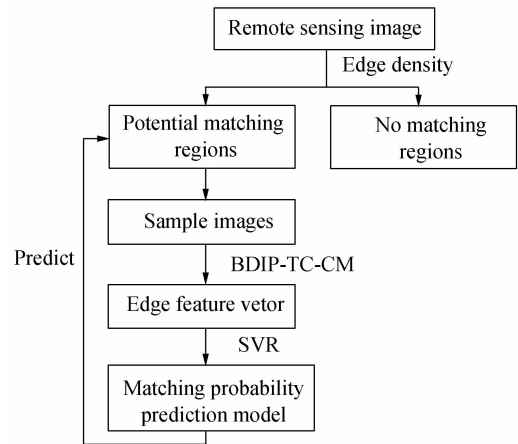 Remote sensing image
Edge density
Potential matching
regions
No matching
regions
Sample images
Predict
BDIP-TC-CM
Edge feature vetor
SVR
Matching probability
prediction model